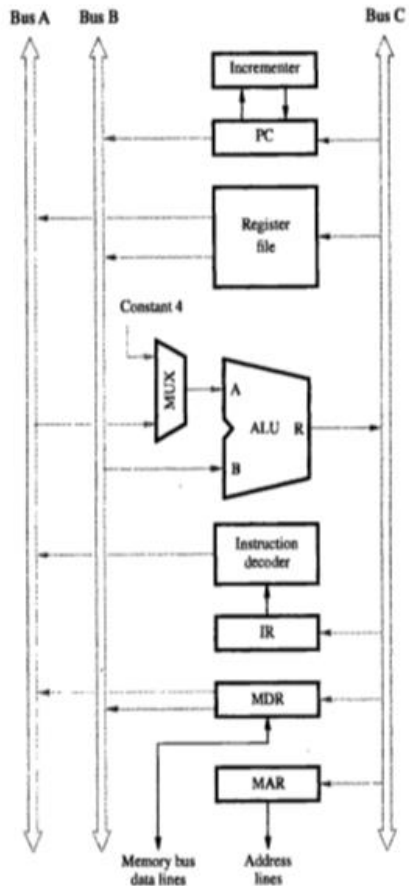 Bus A Bus B Bus C
Incrementer
PC
Register
file
Constant 4
MUX
A
ALU R
B
Instruction
decoder
IR
MDR
MAR
Memory bus
data lines
Address
lines